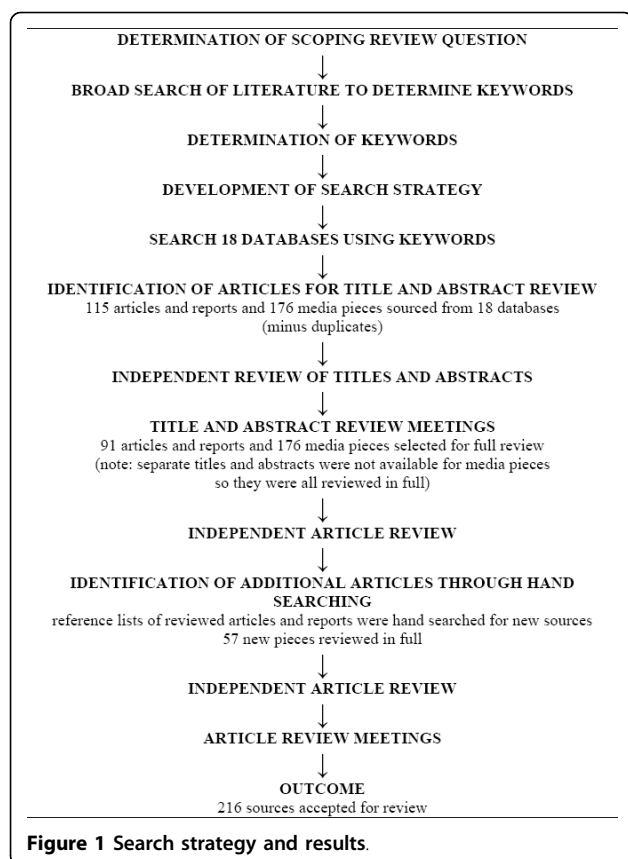 DETERMINATION OF SCOPING REVIEW QUESTION
↓
BROAD SEARCH OF LITERATURE TO DETERMINE KEYWORDS
↓
DETERMINATION OF KEYWORDS
↓
DEVELOPMENT OF SEARCH STRATEGY
↓
SEARCH 18 DATABASES USING KEYWORDS
↓
IDENTIFICATION OF ARTICLES FOR TITLE AND ABSTRACT REVIEW
115 articles and reports and 176 media pieces sourced from 18 databases
(minus duplicates)
↓
INDEPENDENT REVIEW OF TITLES AND ABSTRACTS
↓
TITLE AND ABSTRACT REVIEW MEETINGS
91 articles and reports and 176 media pieces selected for full review
(note: separate titles and abstracts were not available for media pieces
so they were all reviewed in full)
↓
INDEPENDENT ARTICLE REVIEW
↓
IDENTIFICATION OF ADDITIONAL ARTICLES THROUGH HAND
SEARCHING
reference lists of reviewed articles and reports were hand searched for new sources
57 new pieces reviewed in full
↓
INDEPENDENT ARTICLE REVIEW
↓
ARTICLE REVIEW MEETINGS
↓
OUTCOME
216 sources accepted for review
Figure 1 Search strategy and results.